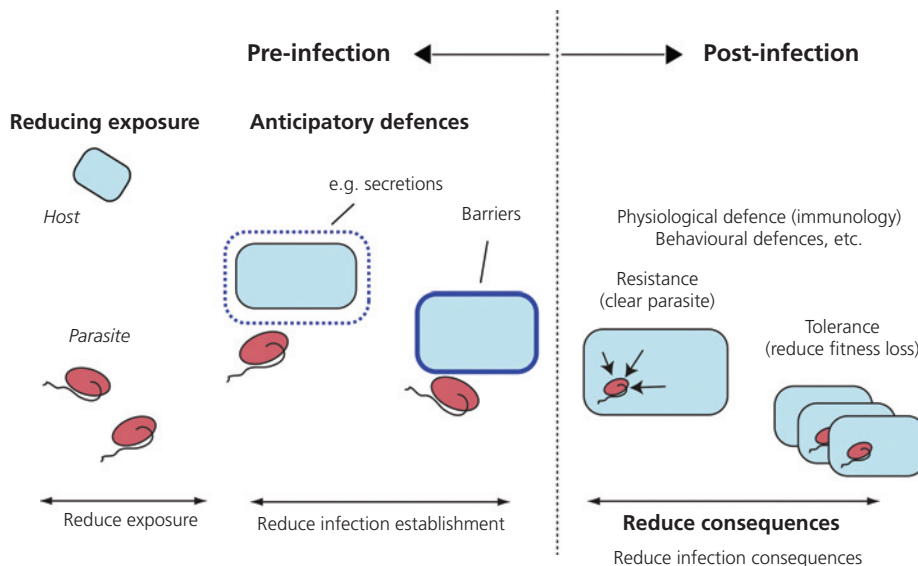 Pre-infection
Post-infection
Reducing exposure
Anticipatory defences
e.g. secretions
Host
Barriers
Physiological defence (immunology)
Behavioural defences, etc.
Resistance
(clear parasite)
Parasite
Tolerance
(reduce fitness loss)
Reduce exposure
Reduce infection establishment
Reduce consequences
Reduce infection consequences